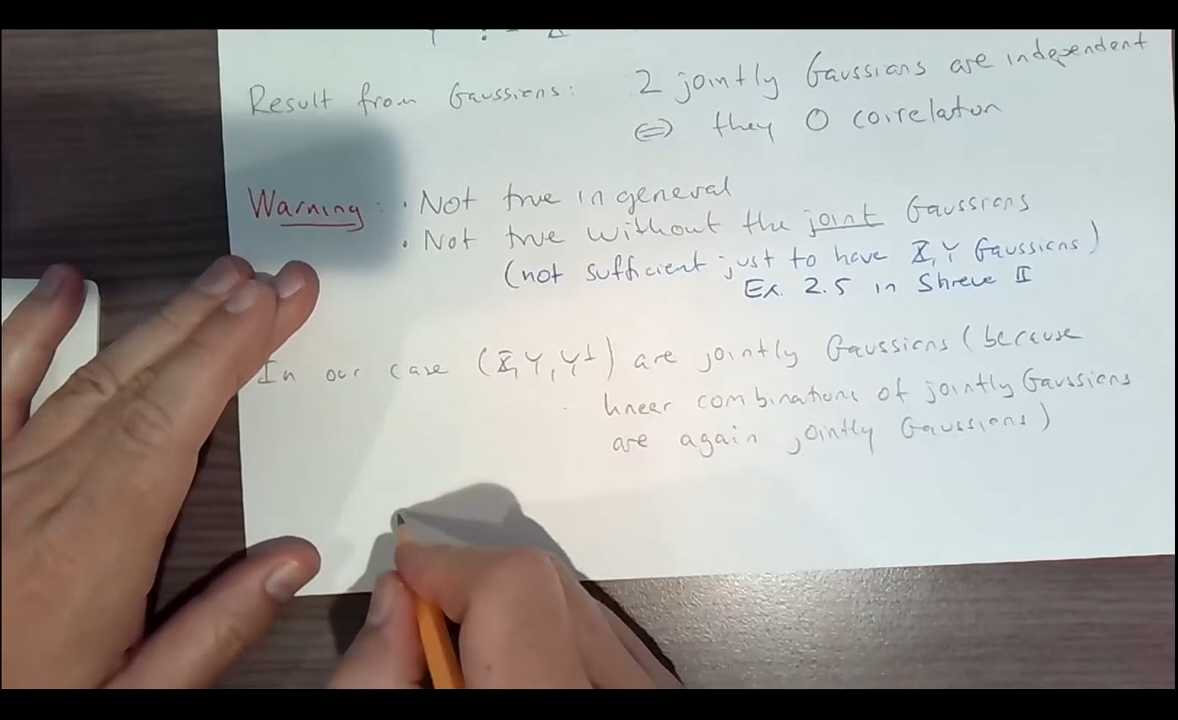 Result from Gaussians: 2 jointly Gaussians are independent
⇔ they 0 correlation
Warning: • Not true in general
• Not true without the joint Gaussians
(not sufficient just to have X, Y Gaussians)
Ex. 2.5 in Shreve II
In our case (X, Y, Y⊥) are jointly Gaussians (because
linear combinations of jointly Gaussians
are again jointly Gaussians)